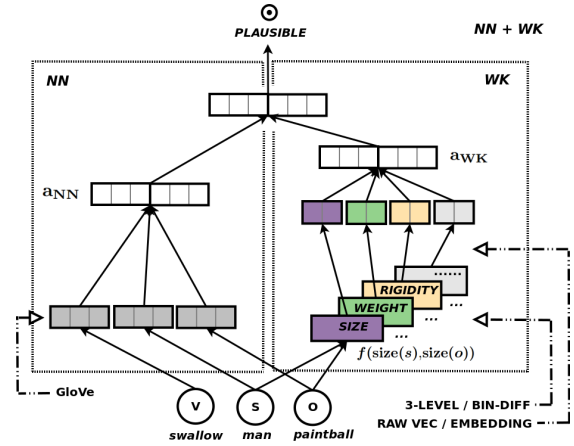 PLAUSIBLE
NN + WK
NN
WK
a_WK
a_NN
......
RIGIDITY
WEIGHT
...
SIZE
...
...
f(size(s),size(o))
GloVe
V
S
O
3-LEVEL / BIN-DIFF
RAW VEC / EMBEDDING
swallow
man
paintball